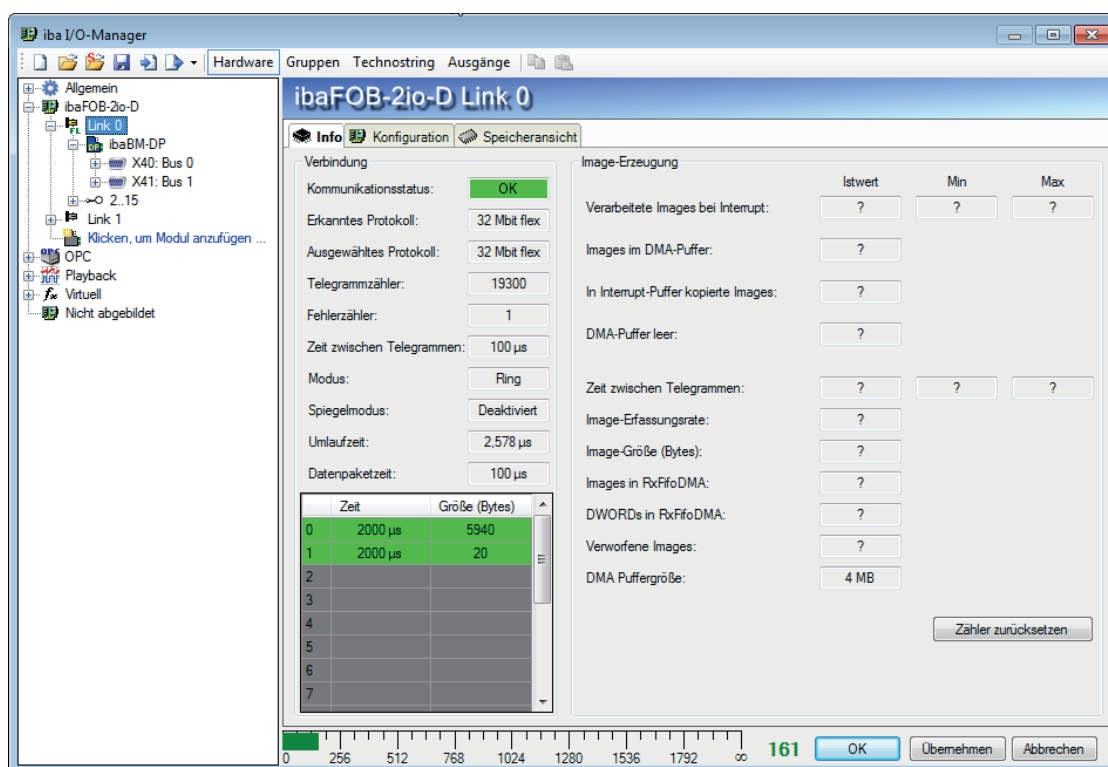 iba I/O-Manager
Hardware Gruppen Technostring Ausgänge
Allgemein
ibaFOB-2io-D
Link 0
ibaBM-DP
X40: Bus 0
X41: Bus 1
2..15
Link 1
Klicken, um Modul anzufügen ...
OPC
Playback
Virtuell
Nicht abgebildet
ibaFOB-2io-D Link 0
Info Konfiguration Speicheransicht
Verbindung
Kommunikationsstatus: OK
Erkanntes Protokoll: 32 Mbit flex
Ausgewähltes Protokoll: 32 Mbit flex
Telegrammzähler: 19300
Fehlerzähler: 1
Zeit zwischen Telegrammen: 100 µs
Modus: Ring
Spiegelmodus: Deaktiviert
Umlaufzeit: 2,578 µs
Datenpaketzeit: 100 µs
Zeit Größe (Bytes)
0 2000 µs 5940
1 2000 µs 20
2
3
4
5
6
7
Image-Erzeugung
Istwert Min Max
Verarbeitete Images bei Interrupt: ? ? ?
Images im DMA-Puffer: ?
In Interrupt-Puffer kopierte Images: ?
DMA-Puffer leer: ?
Zeit zwischen Telegrammen: ? ? ?
Image-Erfassungsrate: ?
Image-Größe (Bytes): ?
Images in RxFifoDMA: ?
DWORDs in RxFifoDMA: ?
Verworfene Images: ?
DMA Puffergröße: 4 MB
Zähler zurücksetzen
0 256 512 768 1024 1280 1536 1792 ∞
161 OK Übernehmen Abbrechen